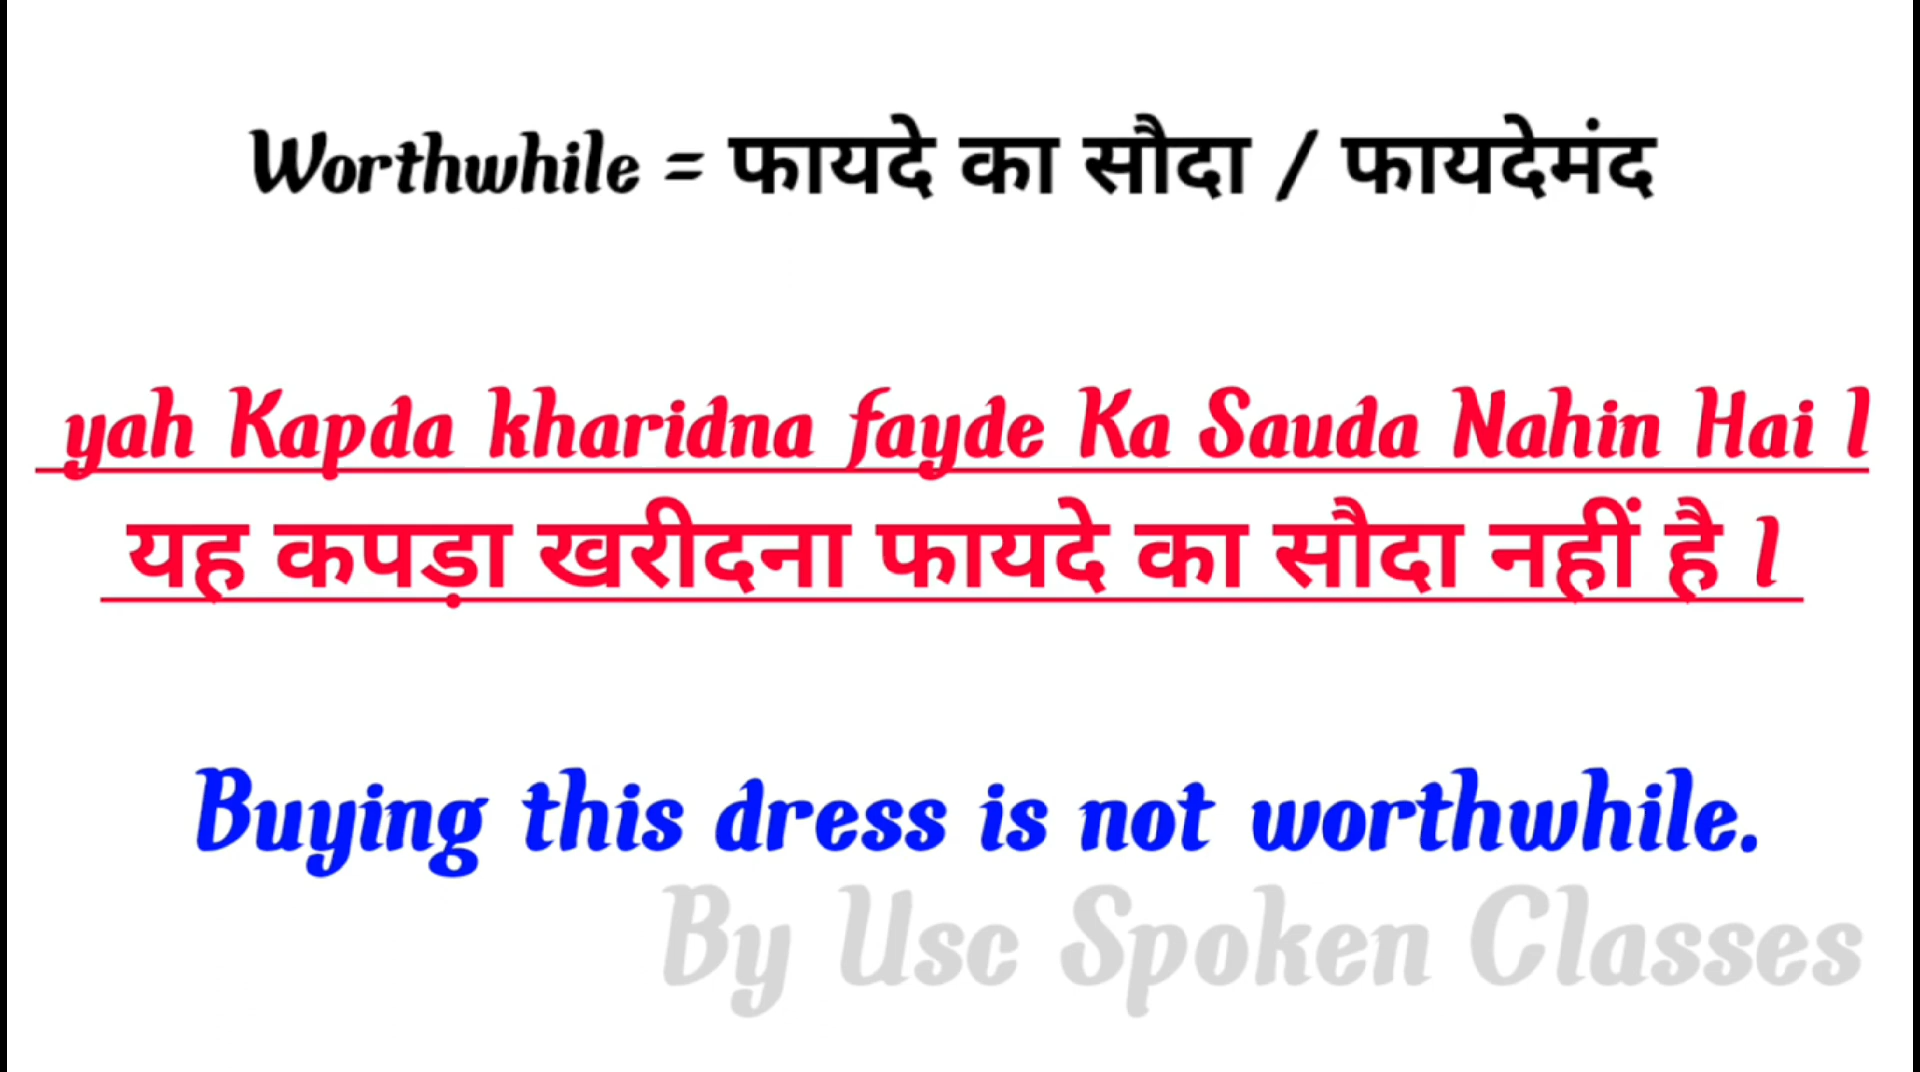 Worthwhile = फायदे का सौदा / फायदेमंद
yah Kapda kharidna fayde Ka Sauda Nahin Hai l
यह कपड़ा खरीदना फायदे का सौदा नहीं है l
Buying this dress is not worthwhile.
By Usc Spoken Classes